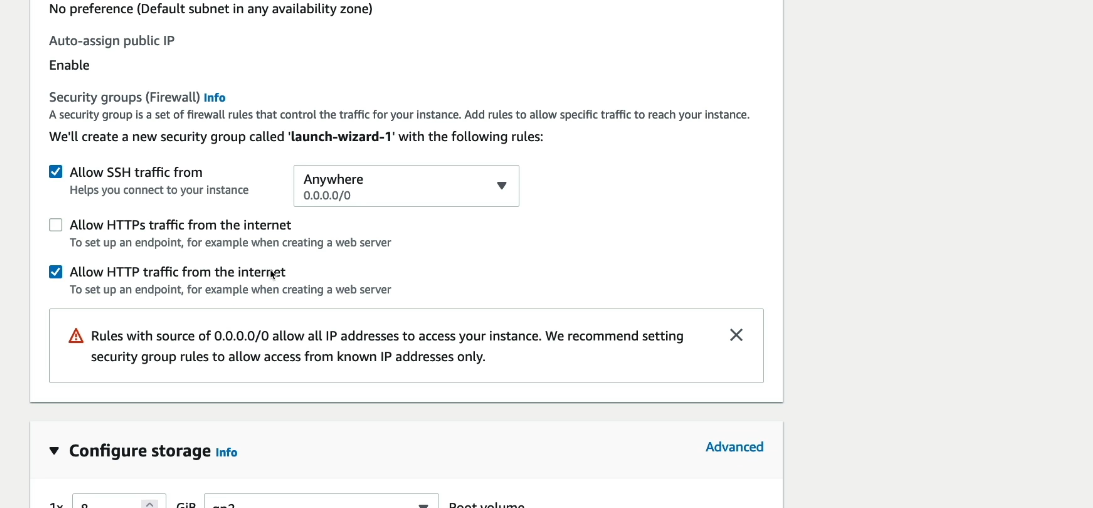 No preference (Default subnet in any availability zone)
Auto-assign public IP
Enable
Security groups (Firewall) Info
A security group is a set of firewall rules that control the traffic for your instance. Add rules to allow specific traffic to reach your instance.
We'll create a new security group called 'launch-wizard-1' with the following rules:
Allow SSH traffic from
Helps you connect to your instance
Anywhere
0.0.0.0/0
Allow HTTPs traffic from the internet
To set up an endpoint, for example when creating a web server
Allow HTTP traffic from the internet
To set up an endpoint, for example when creating a web server
Rules with source of 0.0.0.0/0 allow all IP addresses to access your instance. We recommend setting
security group rules to allow access from known IP addresses only.
Configure storage Info
Advanced
1x 8 GiB gp2 Root volume